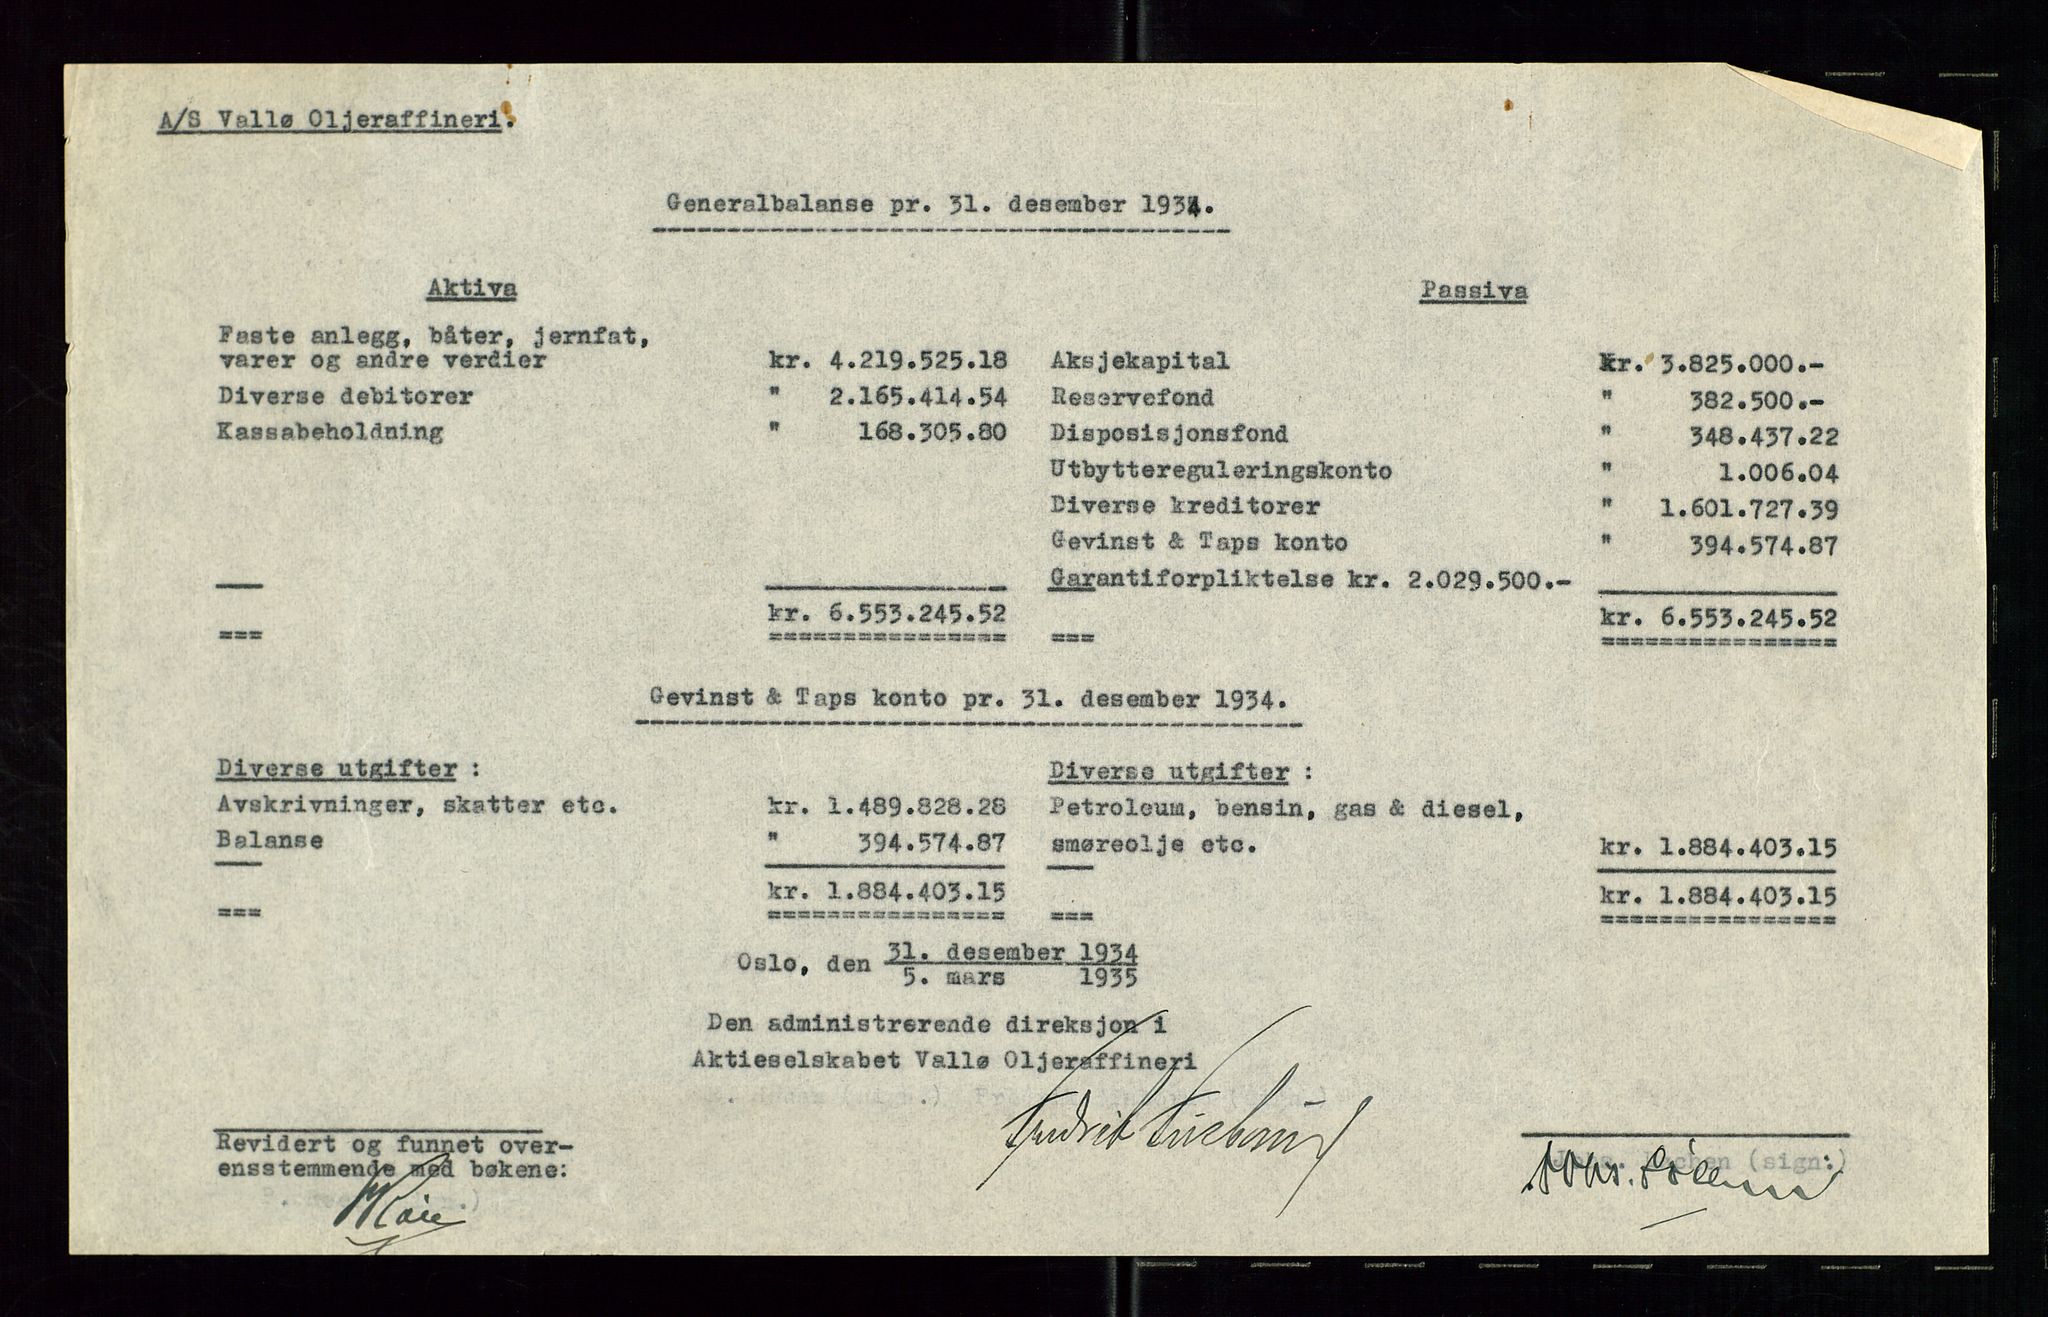 A/S Vallø Oljeraffineri.
Generalbalanse pr. 31. desember 1934.
Aktiva
Passiva
Faste anlegg, båter, jernfat,
varer og andre verdier kr. 4.219.525.18 Aksjekapital kr. 3.825.000.-
Diverse debitorer " 2.165.414.54 Reservefond " 382.500.-
Kassabeholdning " 168.305.80 Disposisjonsfond " 348.437.22
Utbyttereguleringskonto " 1.006.04
Diverse kreditorer " 1.601.727.39
Gevinst & Taps konto " 394.574.87
Garantiforpliktelse kr. 2.029.500.-
kr. 6.553.245.52 kr. 6.553.245.52
=== ================ === ================
Gevinst & Taps konto pr. 31. desember 1934.
Diverse utgifter : Diverse utgifter :
Avskrivninger, skatter etc. kr. 1.489.828.28 Petroleum, bensin, gas & diesel,
Balanse " 394.574.87 smøreolje etc. kr. 1.884.403.15
kr. 1.884.403.15 kr. 1.884.403.15
=== ================ === ================
Oslo, den 31. desember 1934
5. mars 1935
Den administrerende direksjon i
Aktieselskabet Vallø Oljeraffineri
Revidert og funnet over-
ensstemmende med bøkene:
(sign:)